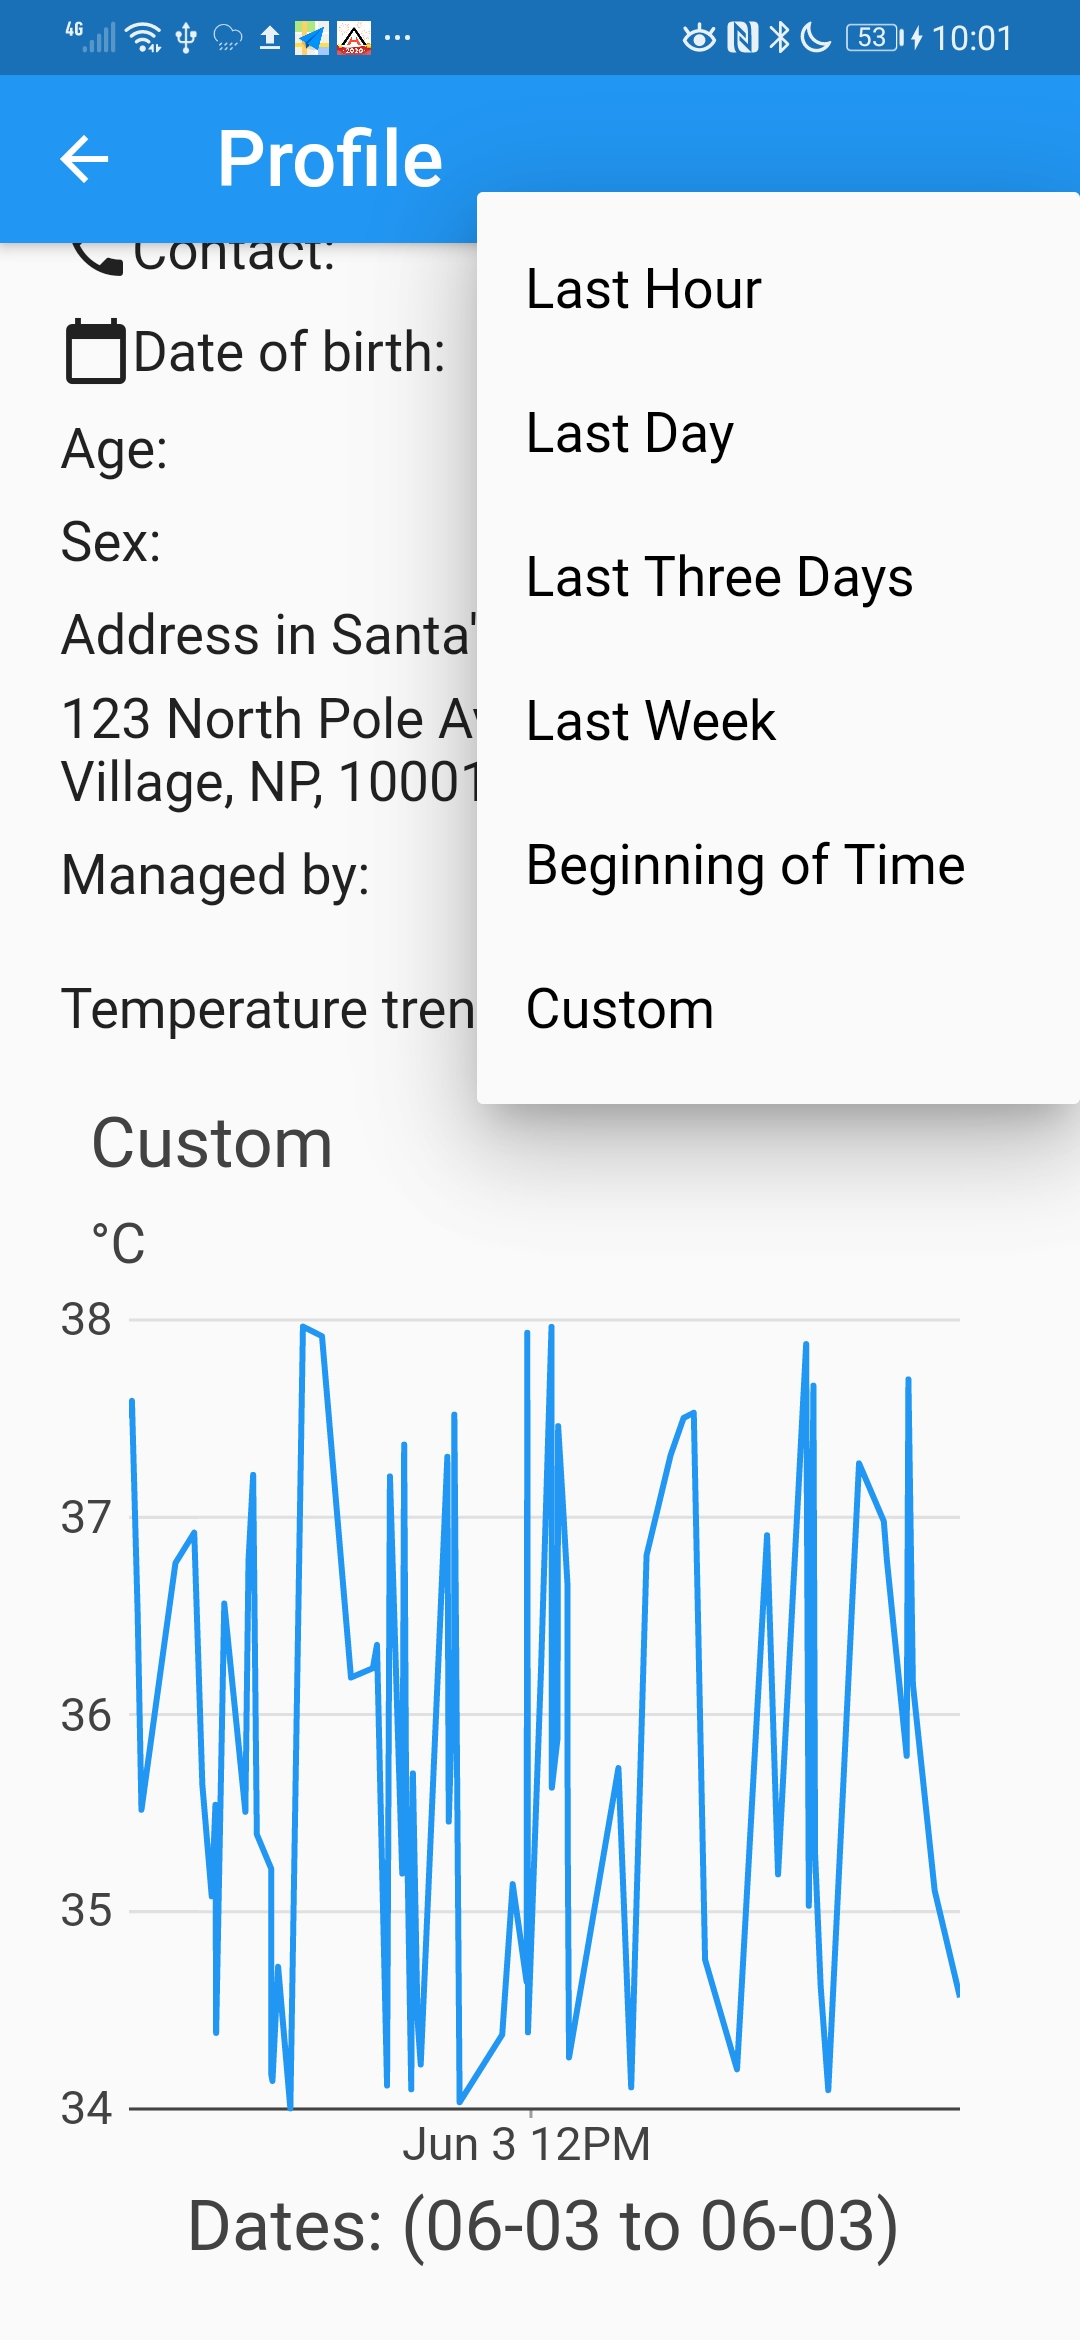 4G 53 10:01
Profile
Contact:
Date of birth:
Age:
Sex:
Address in Santa'
123 North Pole Av
Village, NP, 10001
Managed by:
Temperature tren
Last Hour
Last Day
Last Three Days
Last Week
Beginning of Time
Custom
Custom
°C
38
37
36
35
34
Jun 3 12PM
Dates: (06-03 to 06-03)